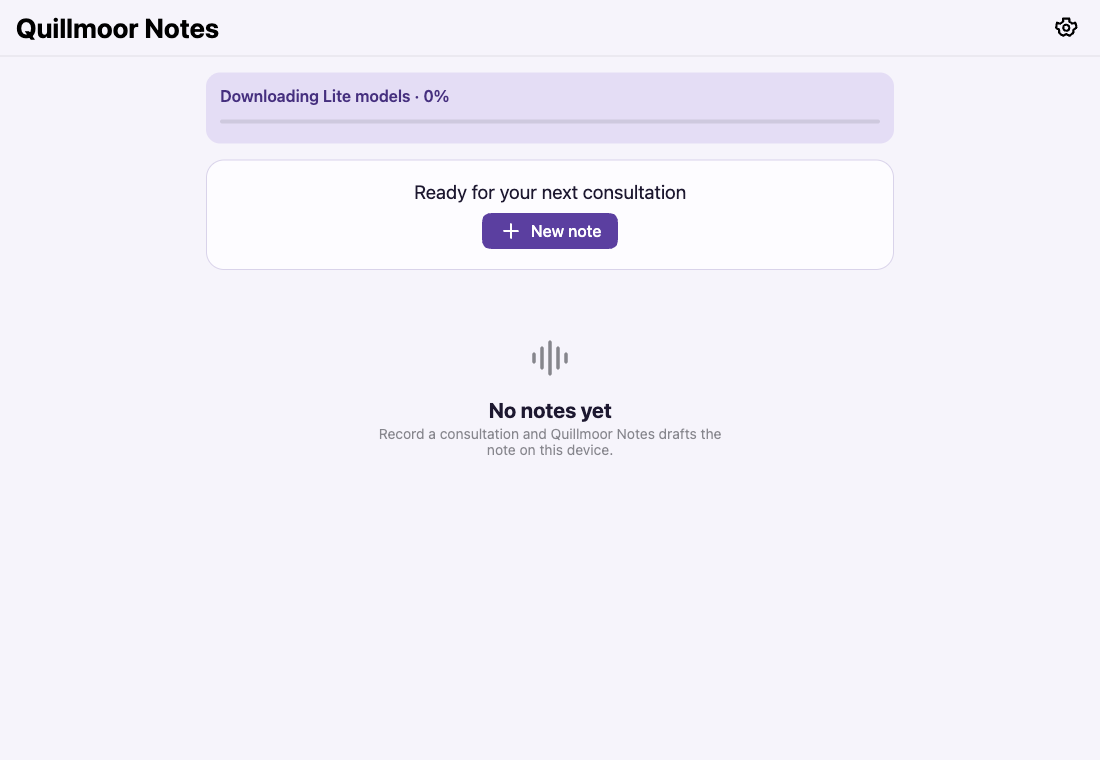 Quillmoor Notes
Downloading Lite models · 0%
Ready for your next consultation
New note
No notes yet
Record a consultation and Quillmoor Notes drafts the
note on this device.